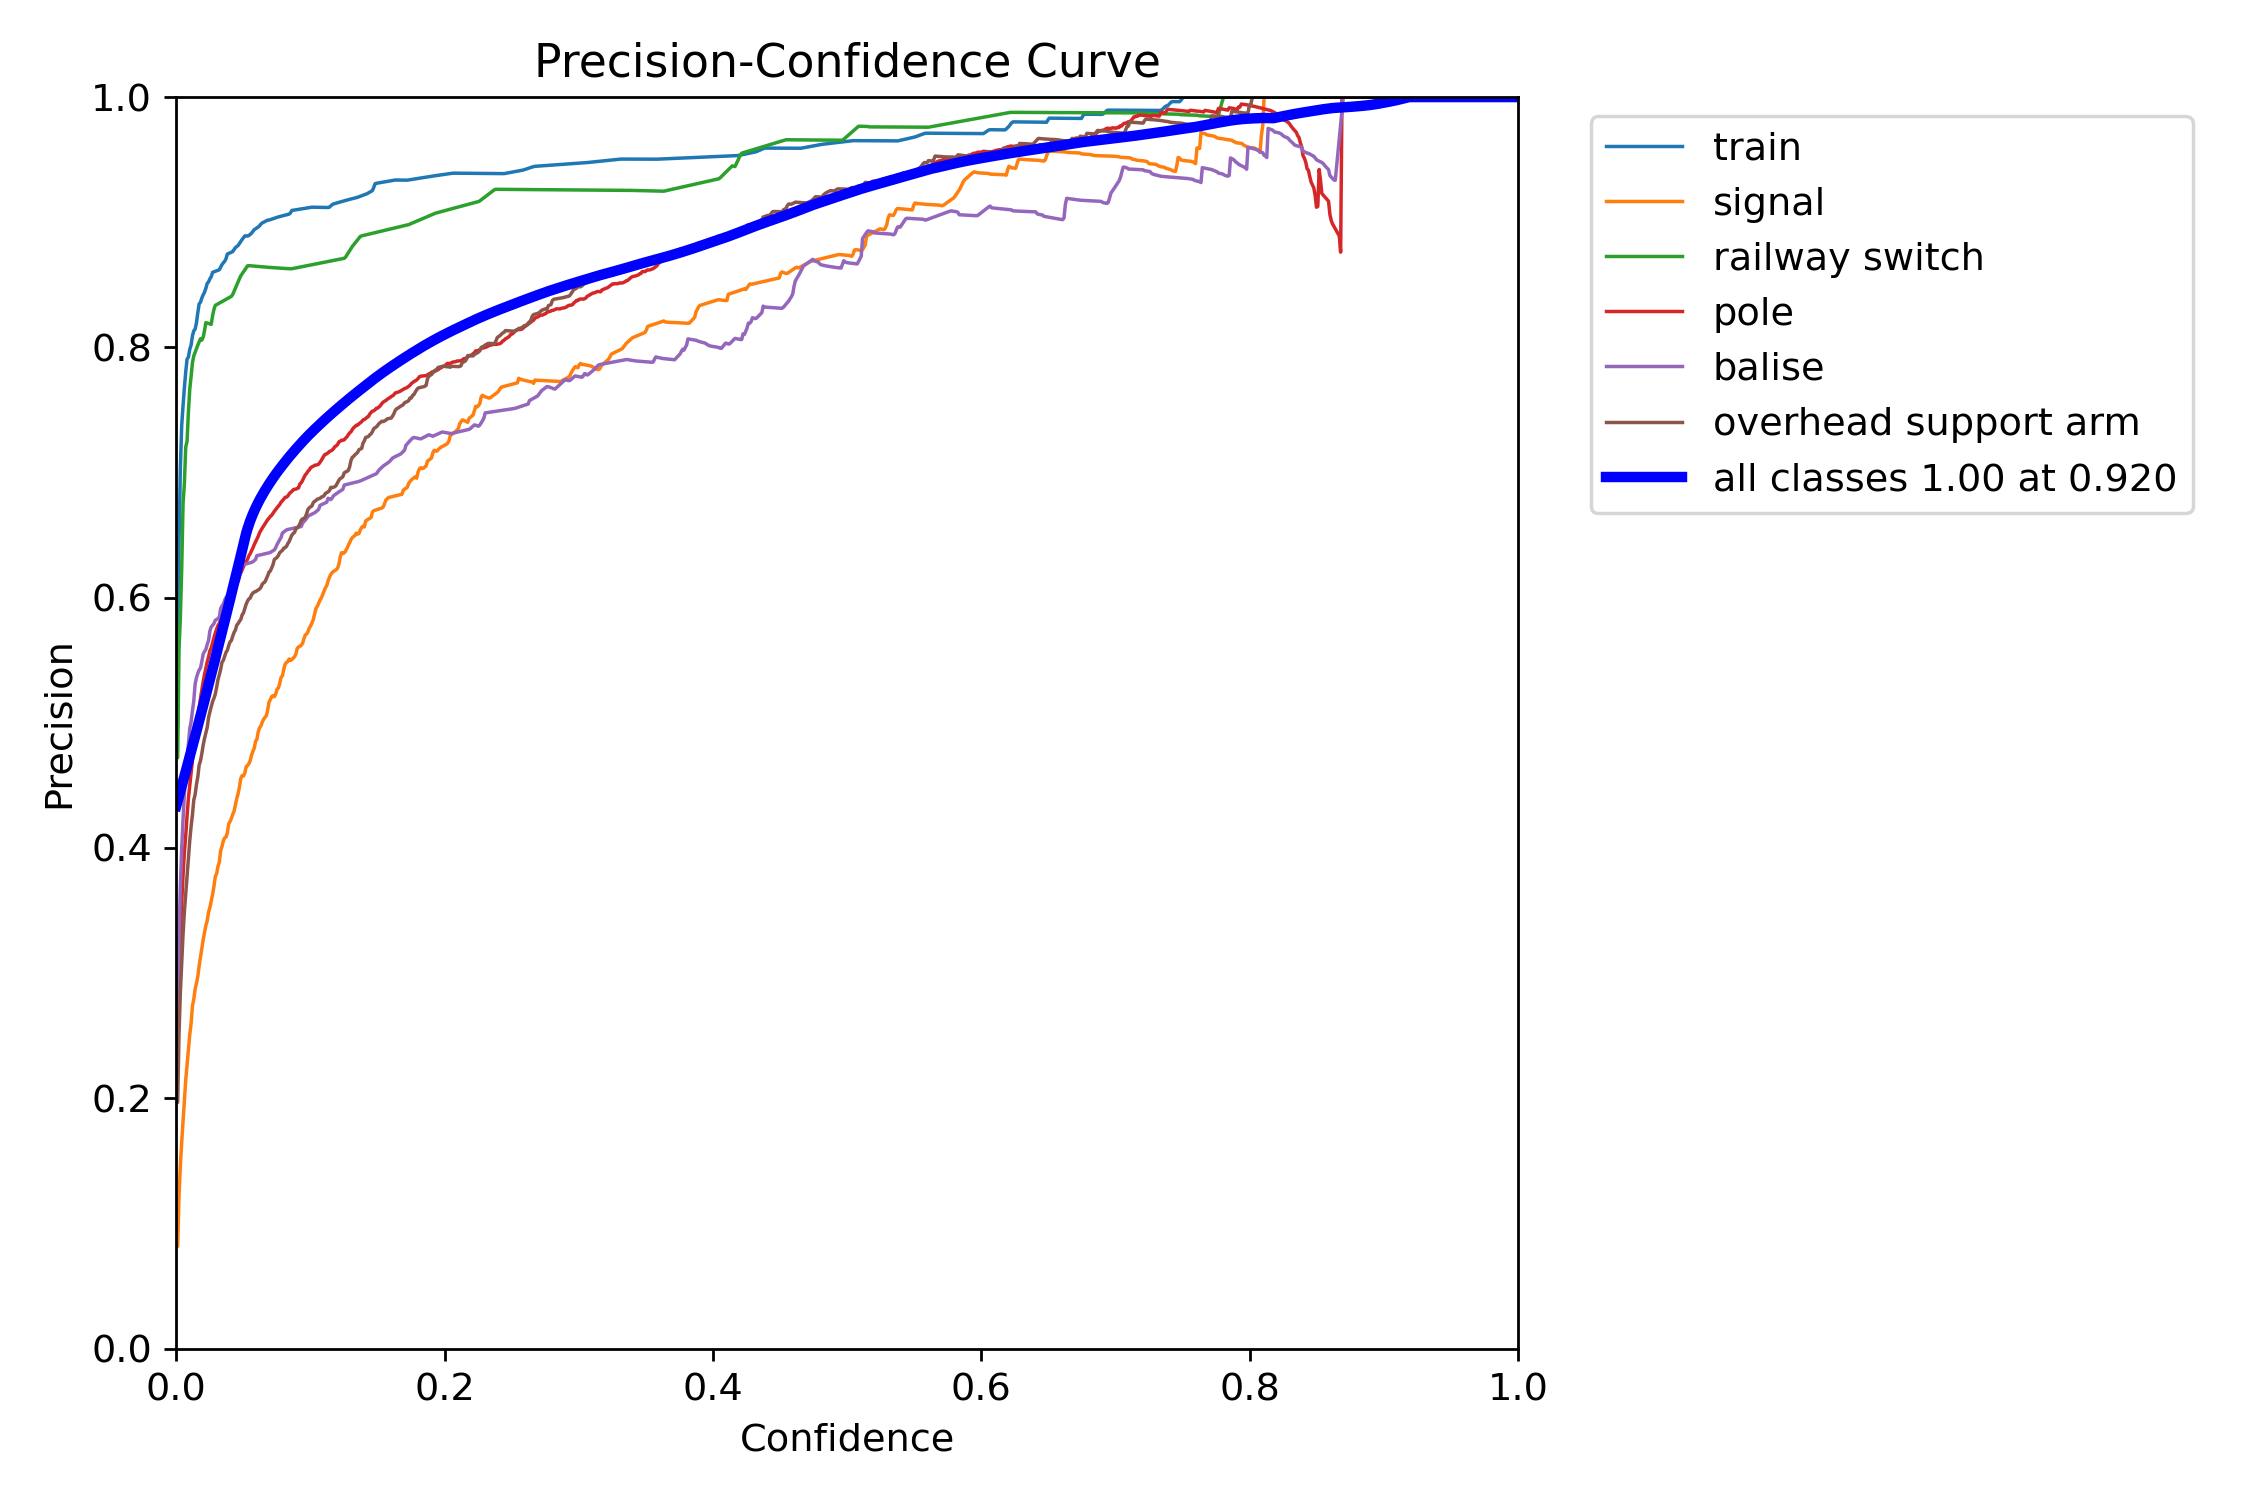 Precision-Confidence Curve
1.0
0.8
0.6
0.4
0.2
0.0
Precision
0.0 0.2 0.4 0.6 0.8 1.0
Confidence
train
signal
railway switch
pole
balise
overhead support arm
all classes 1.00 at 0.920